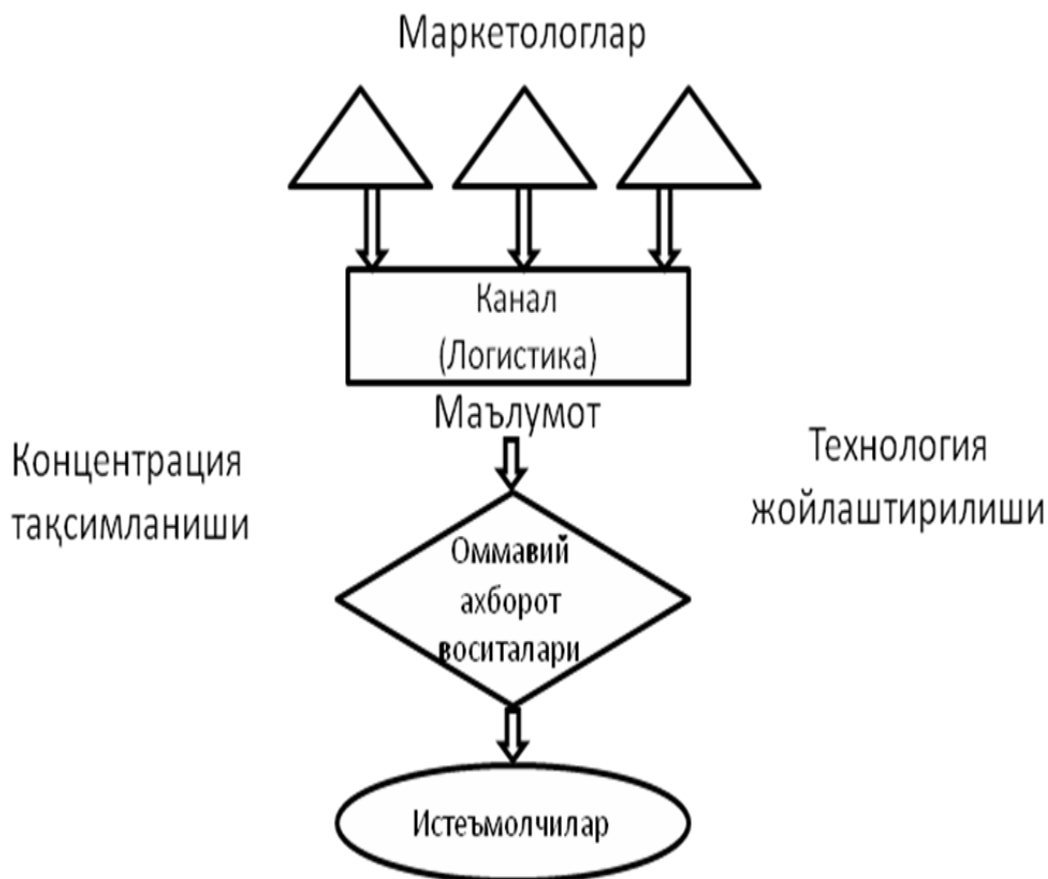 Маркетологлар
Канал
(Логистика)
Маълумот
Концентрация
тақсимланиши
Технология
жойлаштирилиши
Оммавий
ахборот
воситалари
Истеъмолчилар